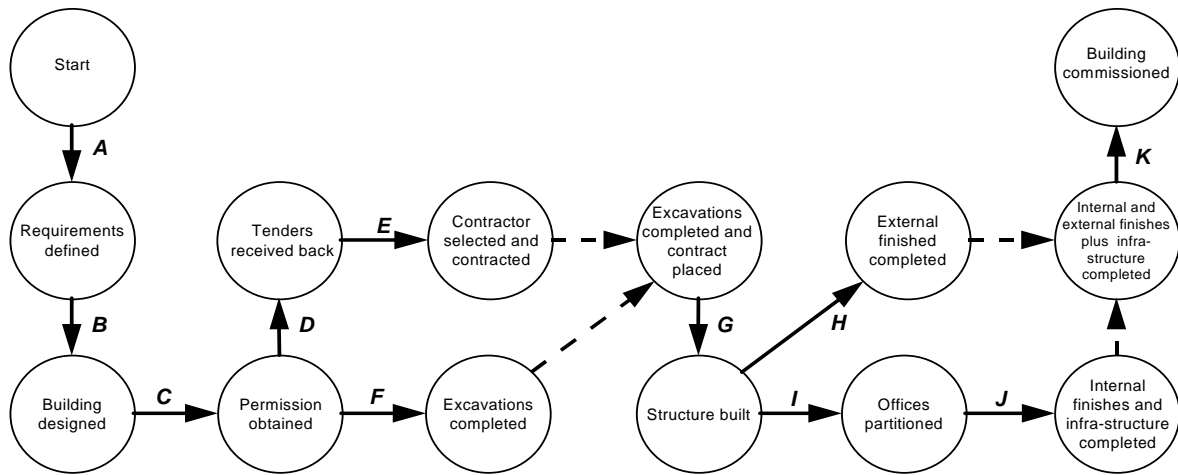 Start
A
Requirements
defined
B
Building
designed
C
Permission
obtained
D
Tenders
received back
E
Contractor
selected and
contracted
F
Excavations
completed
Excavations
completed and
contract
placed
G
Structure built
H
External
finished
completed
I
Offices
partitioned
J
Internal
finishes and
infra-structure
completed
Internal and
external finishes
plus infra-
structure
completed
K
Building
commissioned